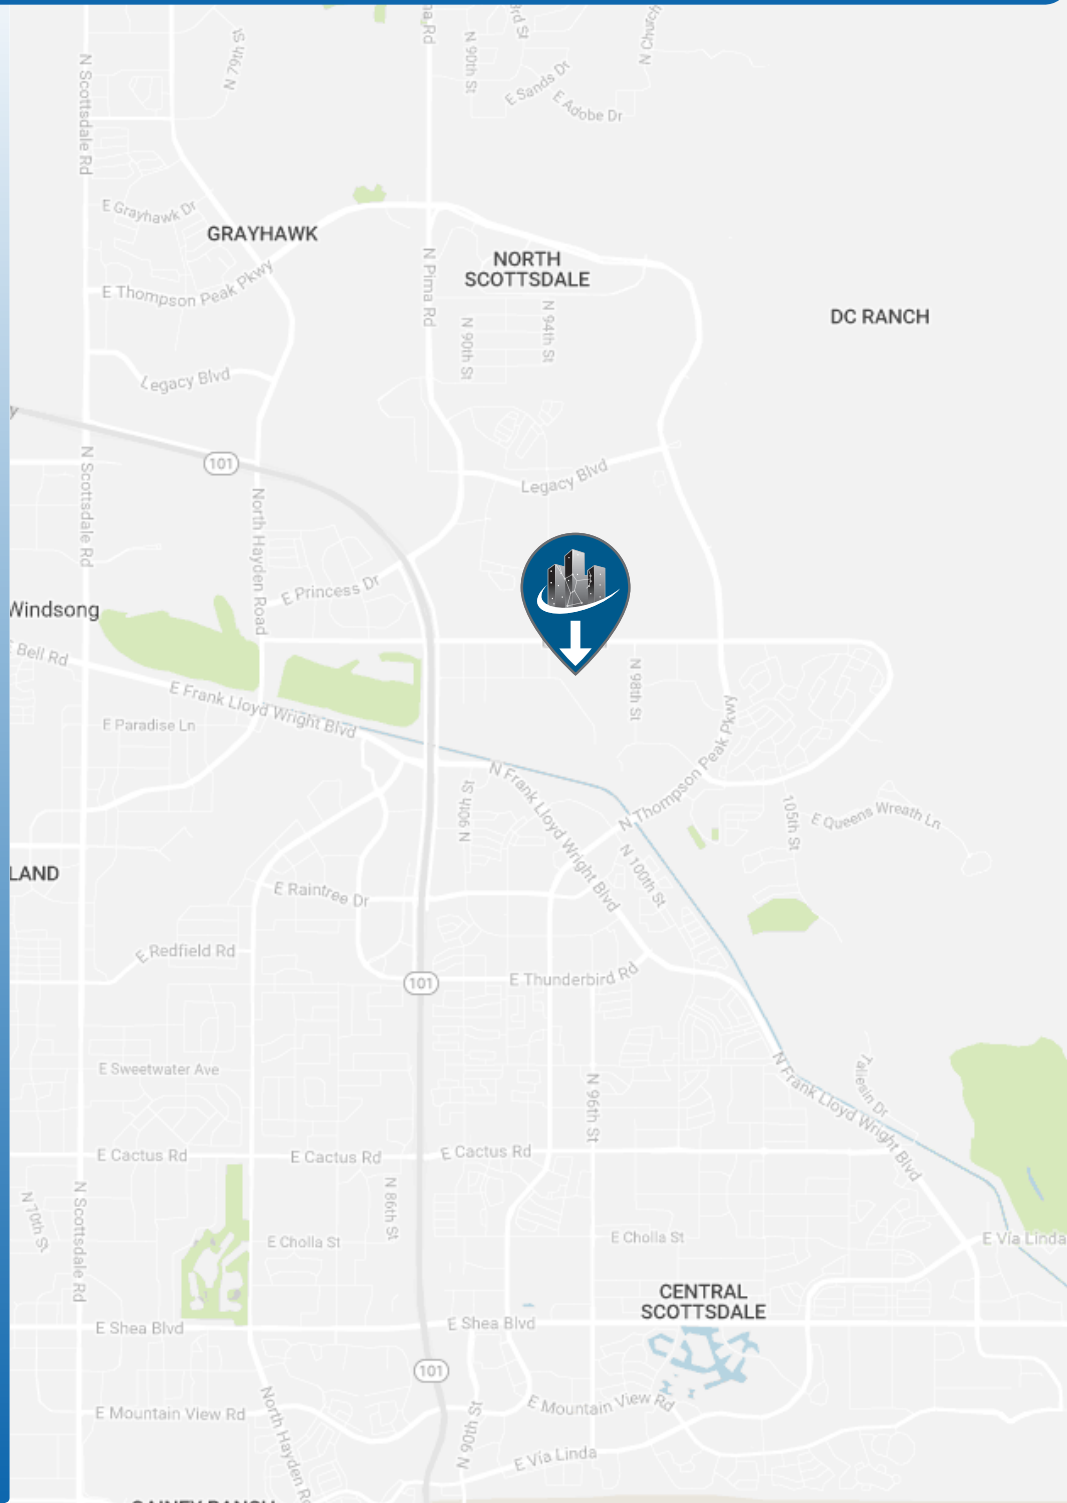 N Scottsdale Rd
N 79th St
N 90th St
E Sands Dr
E Adobe Dr
N Church
E Grayhawk Dr
GRAYHAWK
E Thompson Peak Pkwy
N Pima Rd
NORTH
SCOTTSDALE
N 94th St
N 90th St
DC RANCH
Legacy Blvd
101
N Scottsdale Rd
North Hayden Road
Legacy Blvd
E Princess Dr
Windsong
E Bell Rd
E Frank Lloyd Wright Blvd
E Paradise Ln
N 98th St
N Thompson Peak Pkwy
N 90th St
N Frank Lloyd Wright Blvd
105th St
E Queens Wreath Ln
N 100th St
LAND
E Raintree Dr
E Redfield Rd
101
E Thunderbird Rd
E Sweetwater Ave
N 96th St
N Frank Lloyd Wright Blvd
Taliesin Dr
E Cactus Rd
E Cactus Rd
E Cactus Rd
N 70th St
N Scottsdale Rd
N 86th St
E Cholla St
E Cholla St
E Via Linda
CENTRAL
SCOTTSDALE
E Shea Blvd
E Shea Blvd
101
E Mountain View Rd
North Hayden R
N 90th St
E Mountain View Rd
E Via Linda